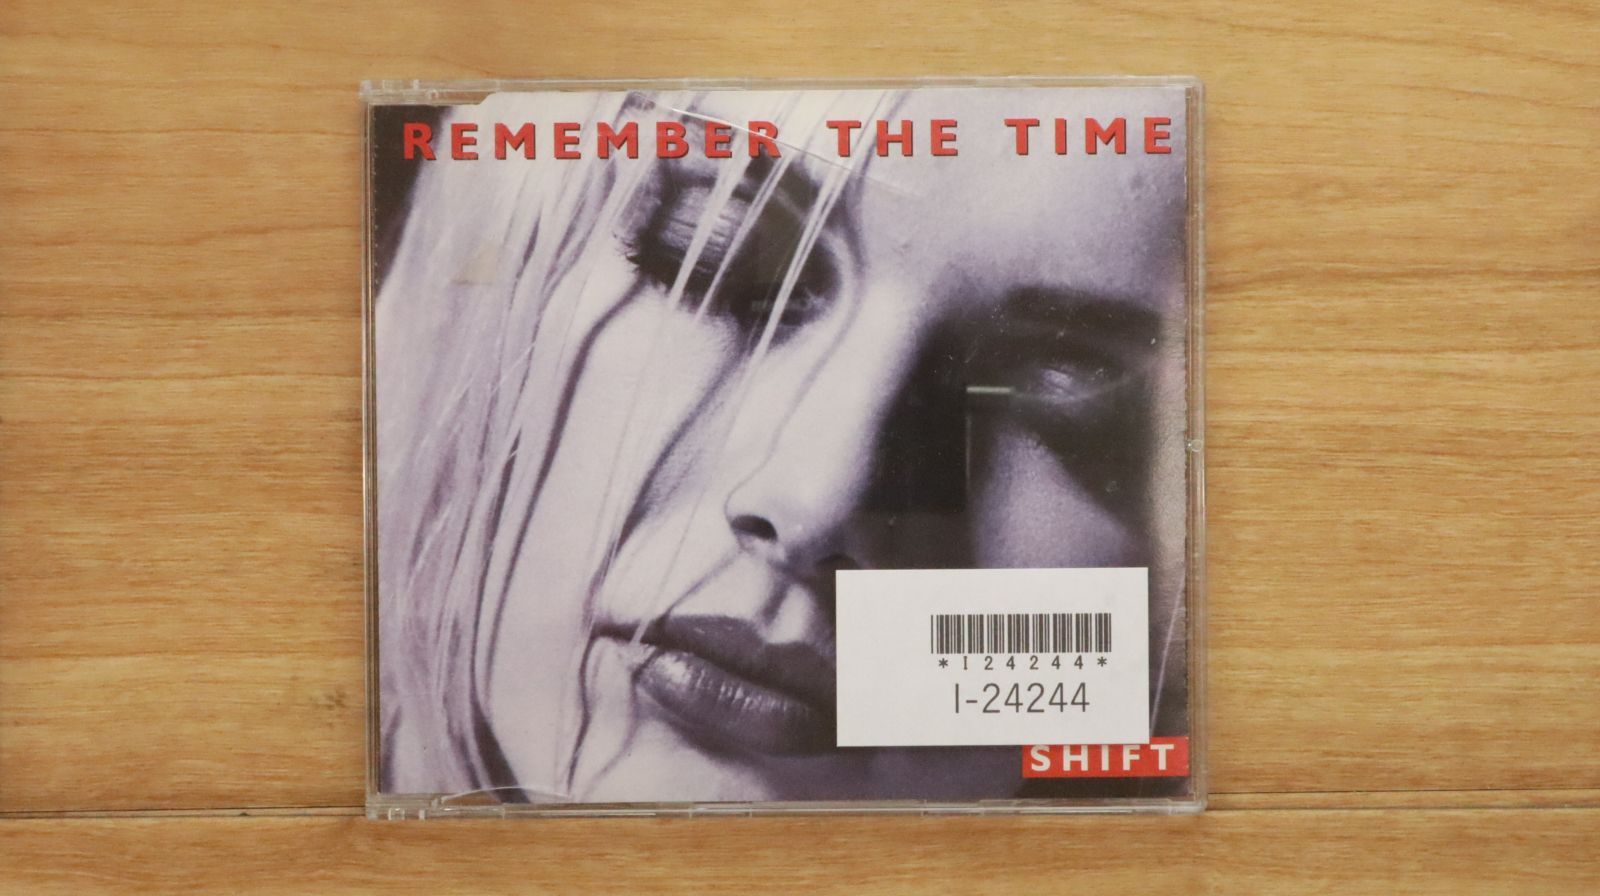 REMEMBER THE TIME
*I24244*
I-24244
SHIFT